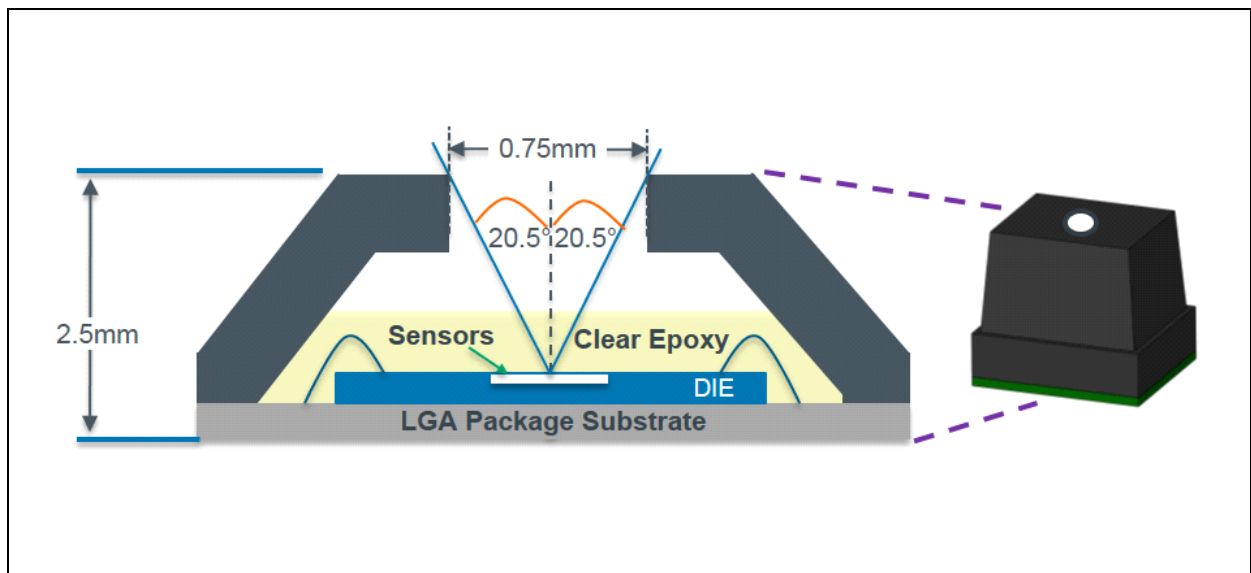 0.75mm
20.5° 20.5°
2.5mm
Sensors
Clear Epoxy
DIE
LGA Package Substrate